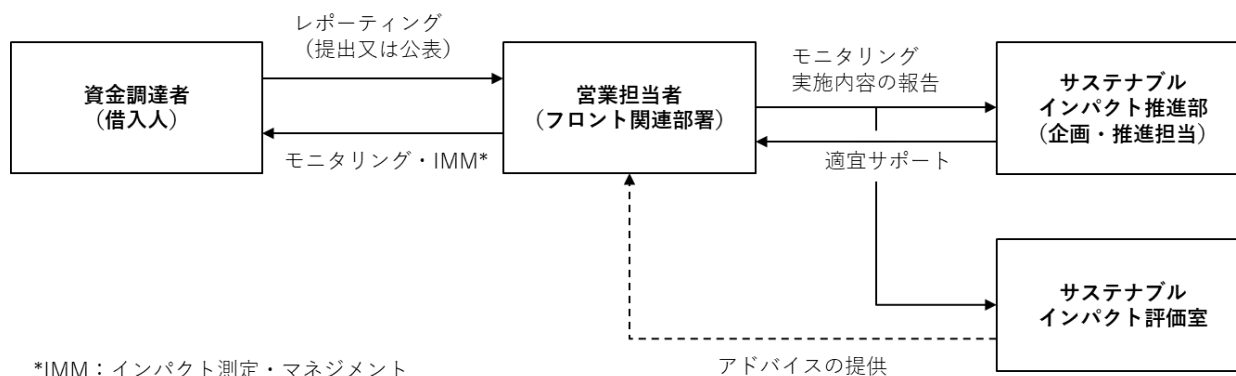 レポーティング
（提出又は公表）
資金調達者
（借入人）
モニタリング・IMM*
営業担当者
（フロント関連部署）
モニタリング
実施内容の報告
適宜サポート
サステナブル
インパクト推進部
（企画・推進担当）
サステナブル
インパクト評価室
アドバイスの提供
*IMM：インパクト測定・マネジメント